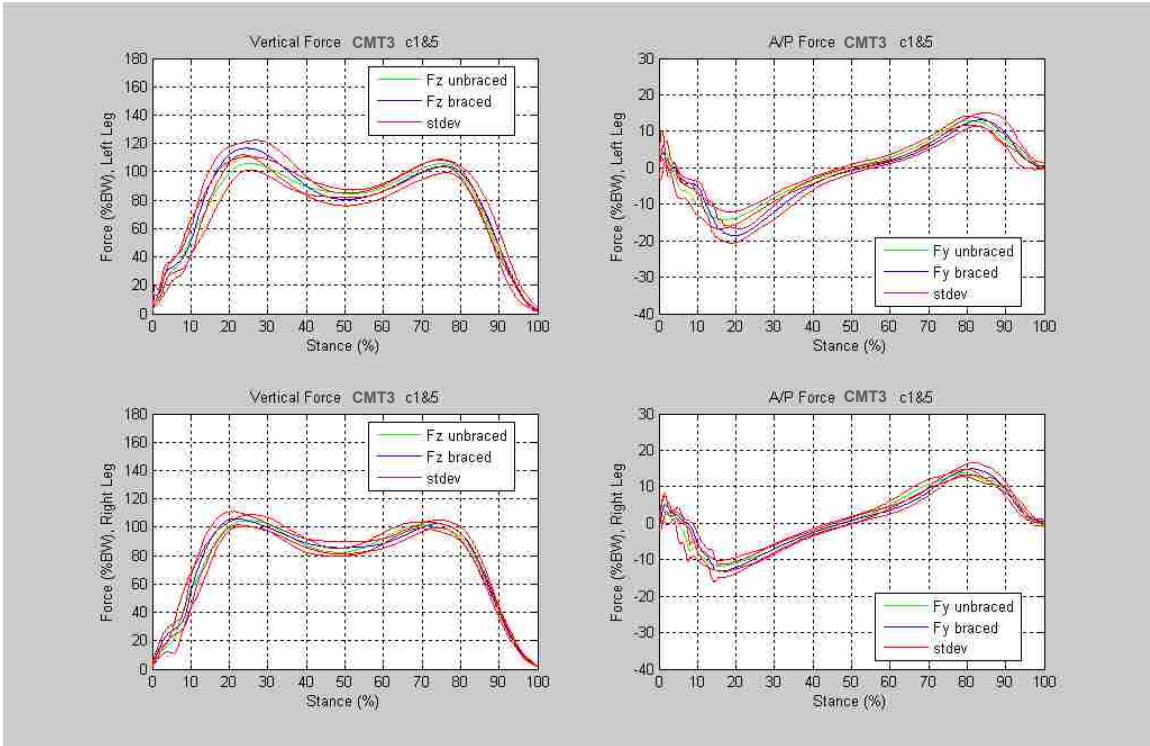 Vertical Force CMT3 c1&5
180
160
140
120
100
80
60
40
20
0
Force (%BW), Left Leg
Fz unbraced
Fz braced
stdev
0 10 20 30 40 50 60 70 80 90 100
Stance (%)
A/P Force CMT3 c1&5
30
20
10
0
-10
-20
-30
-40
Force (%BW), Left Leg
Fy unbraced
Fy braced
stdev
0 10 20 30 40 50 60 70 80 90 100
Stance (%)
Vertical Force CMT3 c1&5
180
160
140
120
100
80
60
40
20
0
Force (%BW), Right Leg
Fz unbraced
Fz braced
stdev
0 10 20 30 40 50 60 70 80 90 100
Stance (%)
A/P Force CMT3 c1&5
30
20
10
0
-10
-20
-30
-40
Force (%BW), Right Leg
Fy unbraced
Fy braced
stdev
0 10 20 30 40 50 60 70 80 90 100
Stance (%)